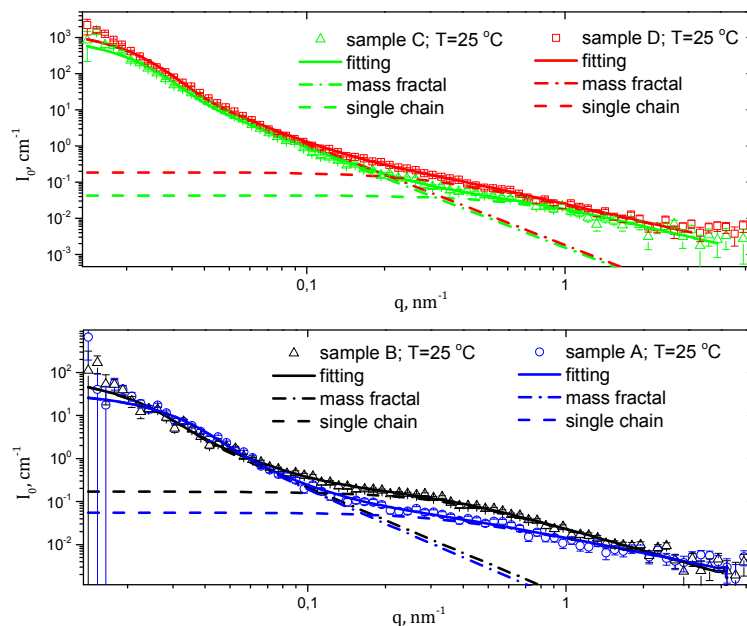 10³
10²
10¹
10⁰
10⁻¹
10⁻²
10⁻³
I₀, cm⁻¹
sample C; T=25 °C
fitting
mass fractal
single chain
sample D; T=25 °C
fitting
mass fractal
single chain
0,1
1
q, nm⁻¹
10²
10¹
10⁰
10⁻¹
10⁻²
I₀, cm⁻¹
sample B; T=25 °C
fitting
mass fractal
single chain
sample A; T=25 °C
fitting
mass fractal
single chain
0,1
1
q, nm⁻¹